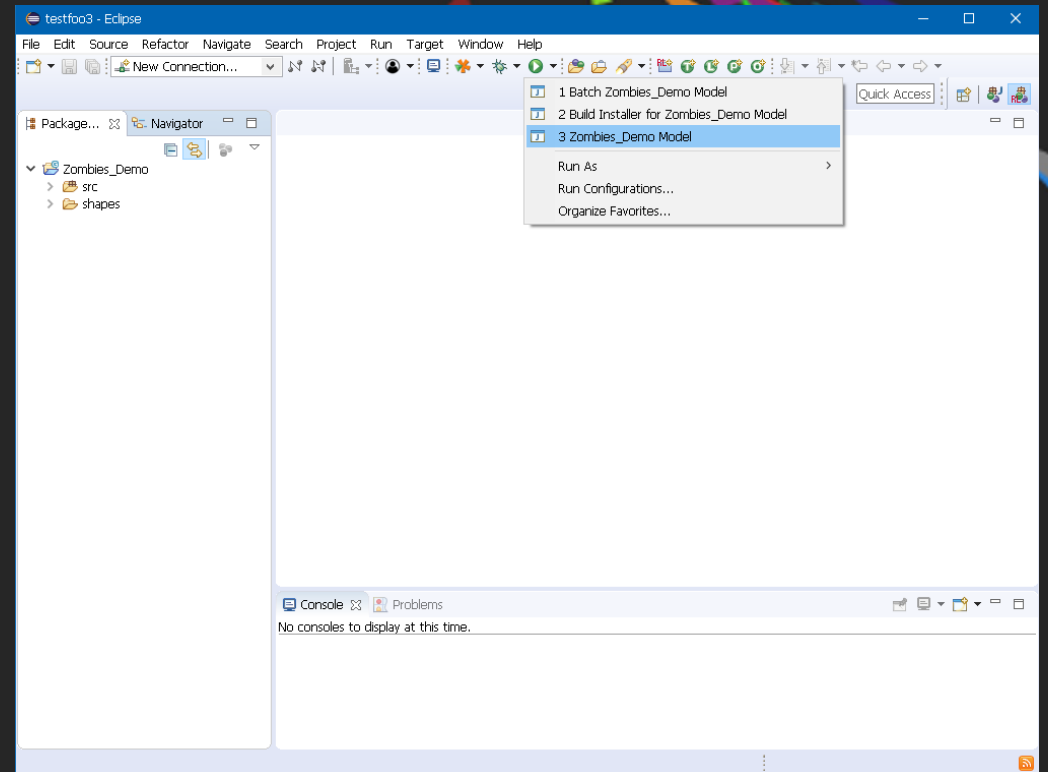 testfoo3 - Eclipse
File Edit Source Refactor Navigate Search Project Run Target Window Help
New Connection...
1 Batch Zombies_Demo Model
2 Build Installer for Zombies_Demo Model
3 Zombies_Demo Model
Run As
Run Configurations...
Organize Favorites...
Quick Access
Package... Navigator
Zombies_Demo
src
shapes
Console Problems
No consoles to display at this time.